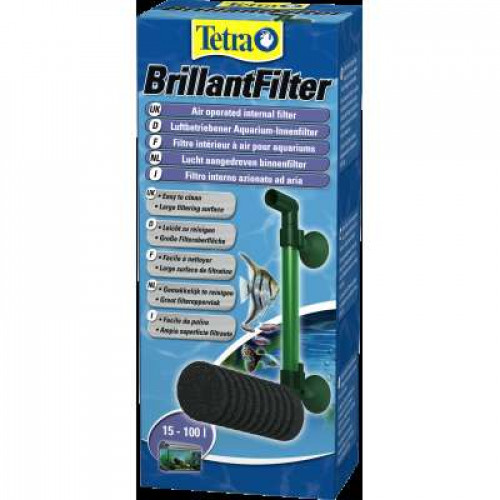 Tetra
BrillantFilter
UK Air operated internal filter
D Luftbetriebener Aquarium-Innenfilter
F Filtre intérieur à air pour aquariums
NL Lucht aangedreven binnenfilter
I Filtro interno azionato ad aria
UK • Easy to clean
• Large filtering surface
D • Leicht zu reinigen
• Große Filteroberfläche
F • Facile à nettoyer
• Large surface de filtration
NL • Gemakkelijk te reinigen
• Groot filteroppervlak
I • Facile da pulire
• Ampia superficie filtrante
15 - 100 l